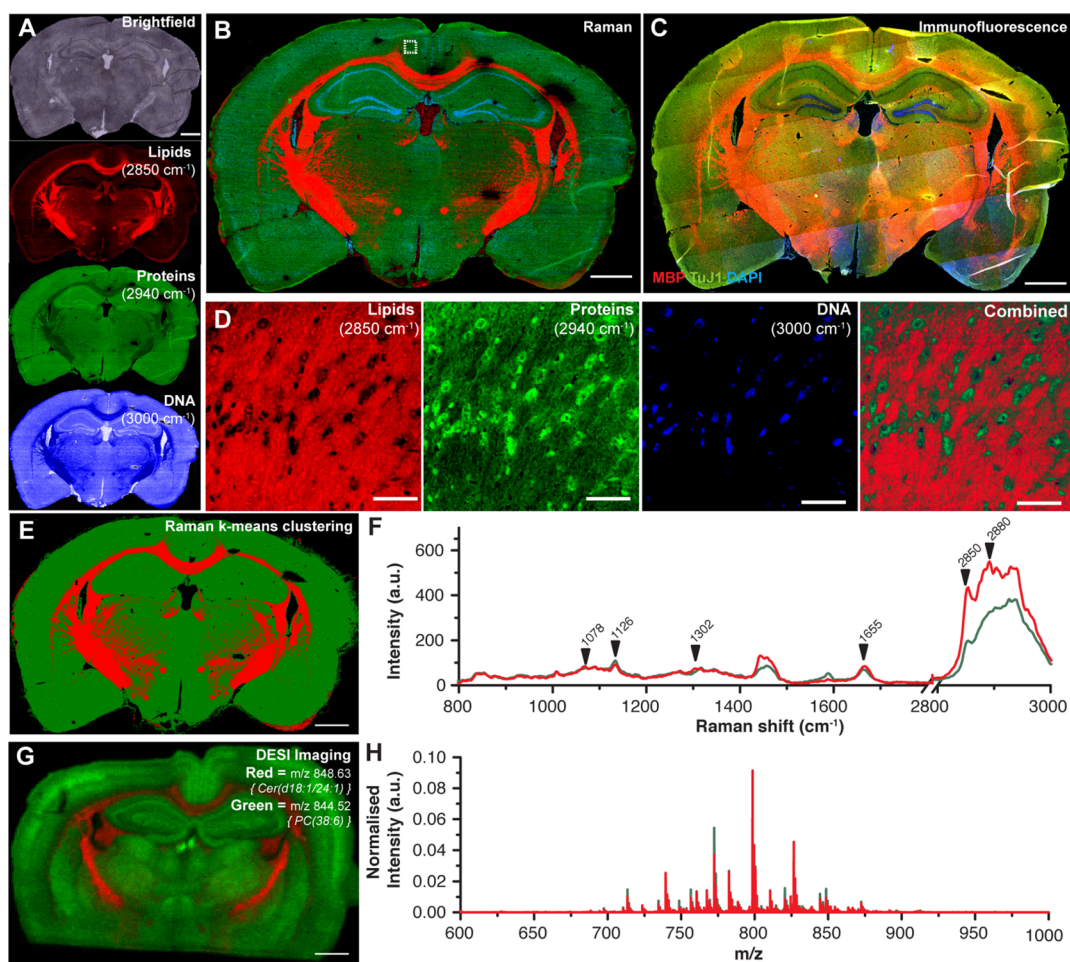 A
Brightfield
Lipids
(2850 cm⁻¹)
Proteins
(2940 cm⁻¹)
DNA
(3000 cm⁻¹)
B
Raman
C
Immunofluorescence
MBP TuJ1 DAPI
D
Lipids
(2850 cm⁻¹)
Proteins
(2940 cm⁻¹)
DNA
(3000 cm⁻¹)
Combined
E
Raman k-means clustering
F
Intensity (a.u.)
600
400
200
0
1078
1126
1302
1655
2850
2880
800
1000
1200
1400
1600
2800
3000
Raman shift (cm⁻¹)
G
DESI Imaging
Red = m/z 848.63
{ Cer(d18:1/24:1) }
Green = m/z 844.52
{ PC(38:6) }
H
Normalised
Intensity (a.u.)
0.10
0.08
0.06
0.04
0.02
0.00
600
650
700
750
800
850
900
950
1000
m/z